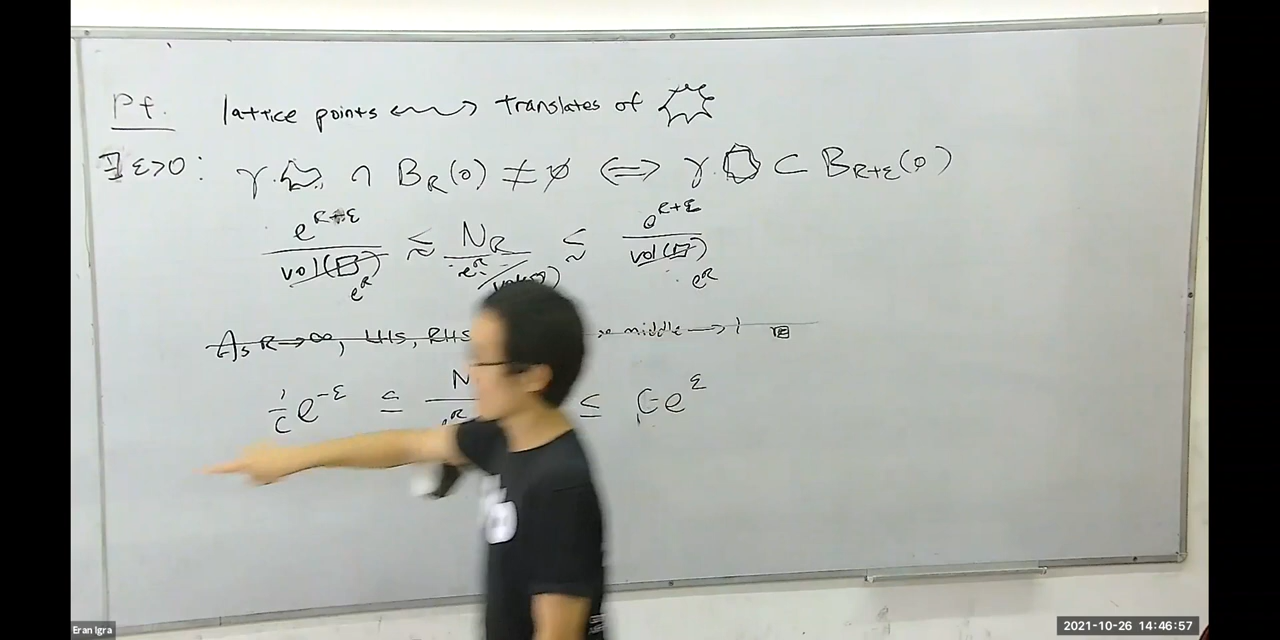 Pf. lattice points ⟷ translates of
∃ ε>0: γ. ∩ B_R(0) ≠ ∅ ⟺ γ. ⊂ B_{R+ε}(0)
e^{R+ε} / vol( ) e^R ≲ N_R / e^R ≲ e^{R+ε} / vol( ) e^R
As R→∞, LHS, RHS middle → 1
1/c e^{-ε} ≤ N / e^R ≤ C e^ε
Eran Igra
2021-10-26 14:46:57